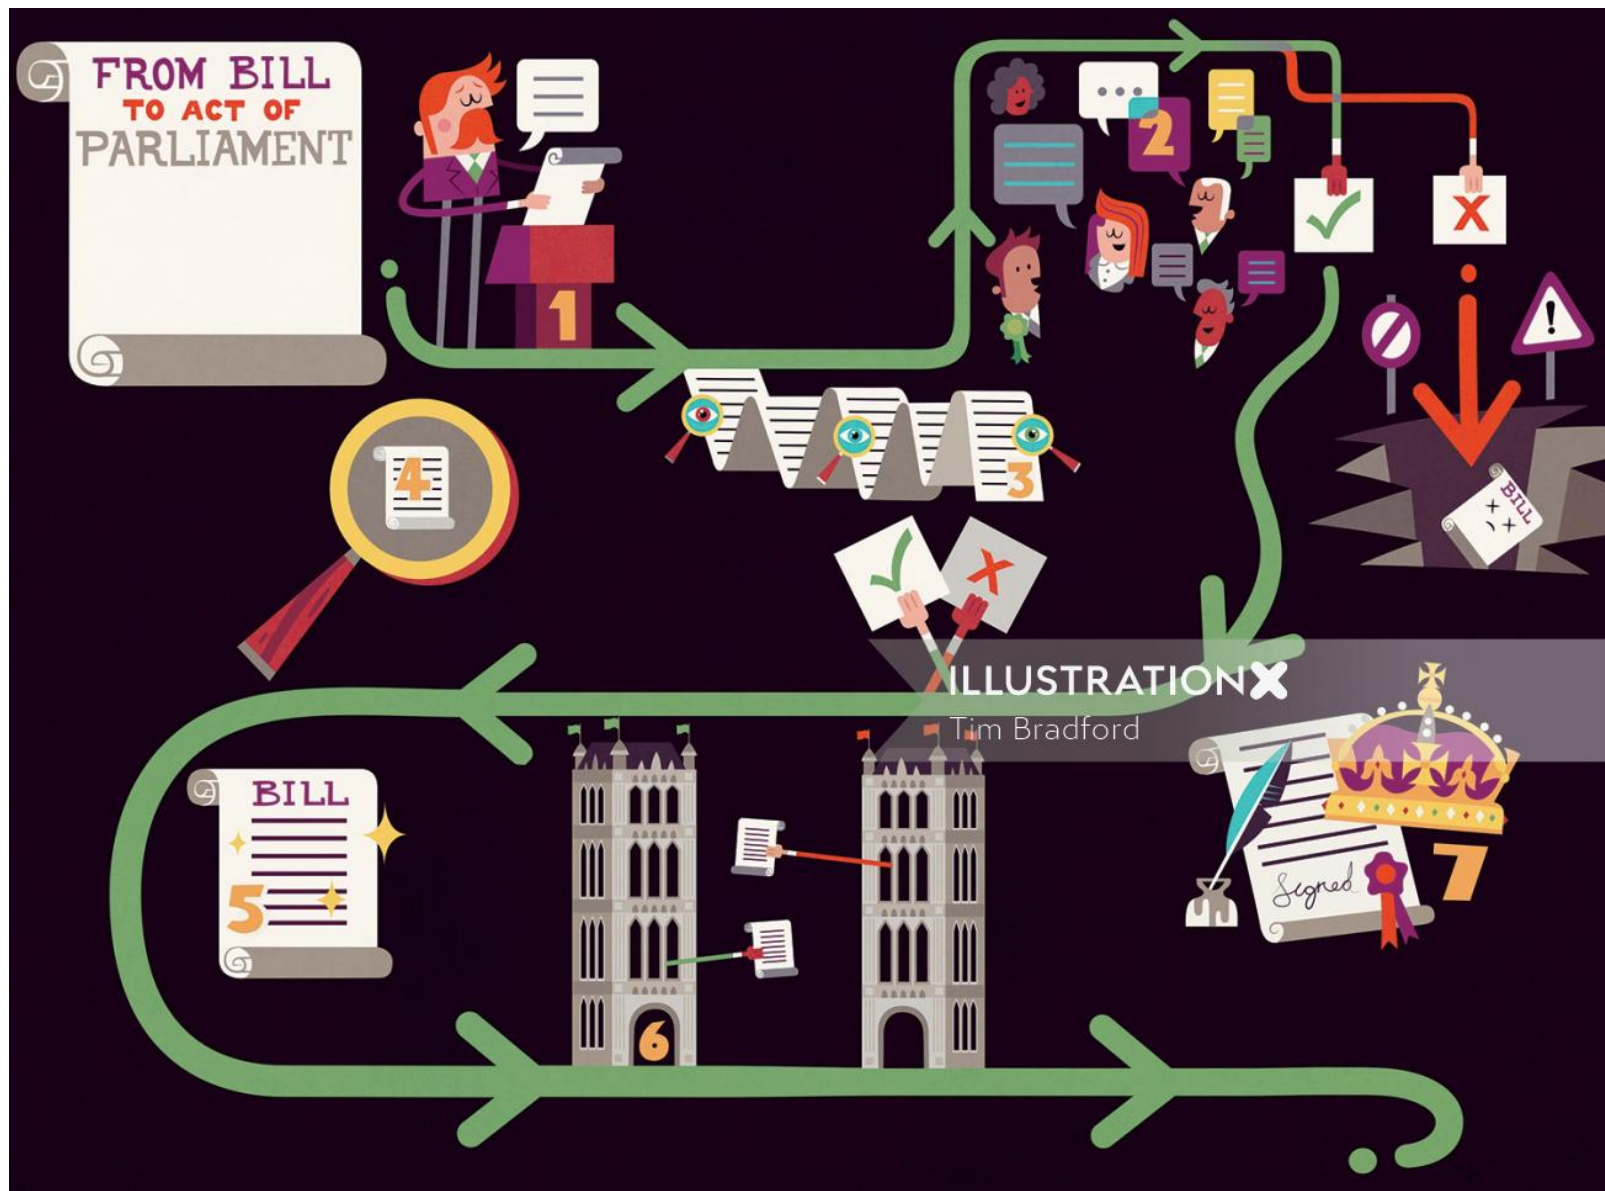 FROM BILL
TO ACT OF
PARLIAMENT
1
2
X
BILL
3
4
X
ILLUSTRATIONX
Tim Bradford
BILL
5
6
Signed
7